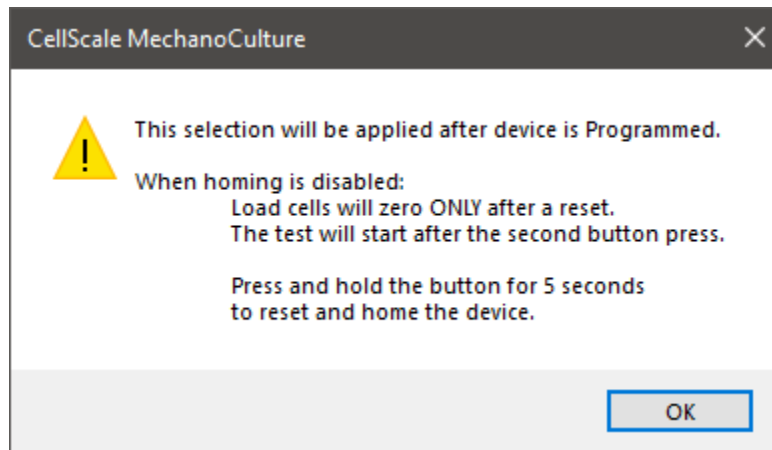 CellScale MechanoCulture
This selection will be applied after device is Programmed.
When homing is disabled:
Load cells will zero ONLY after a reset.
The test will start after the second button press.
Press and hold the button for 5 seconds
to reset and home the device.
OK